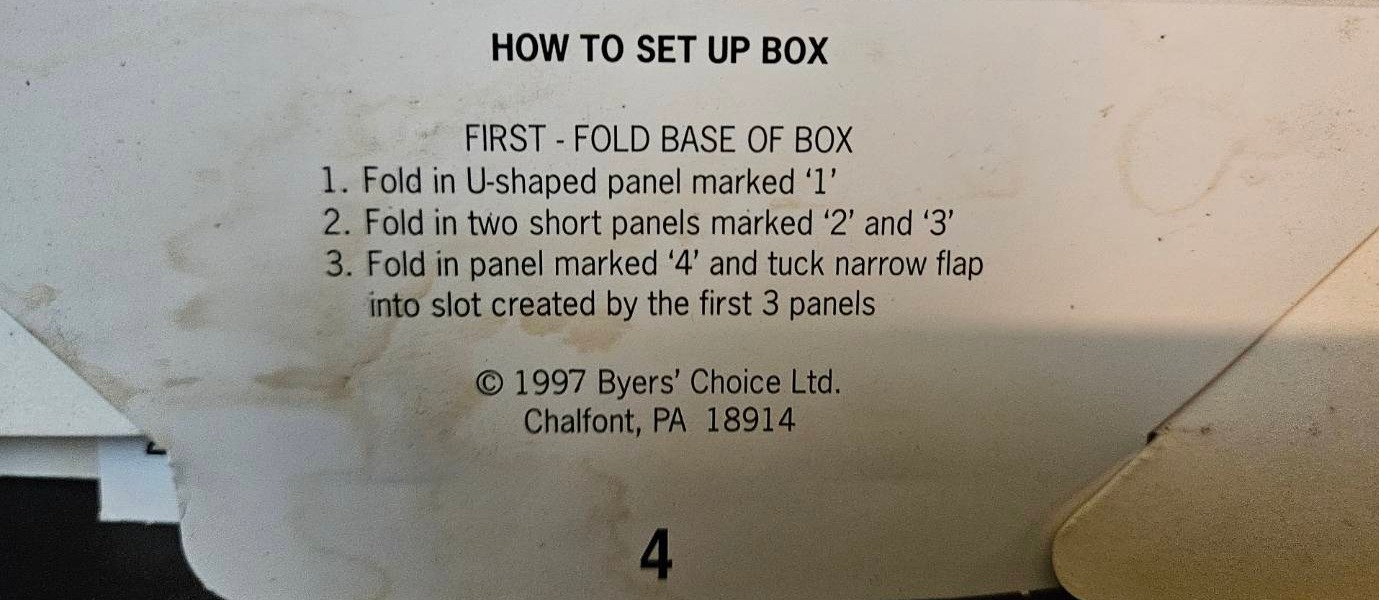 HOW TO SET UP BOX
FIRST - FOLD BASE OF BOX
1. Fold in U-shaped panel marked ‘1’
2. Fold in two short panels marked ‘2’ and ‘3’
3. Fold in panel marked ‘4’ and tuck narrow flap
into slot created by the first 3 panels
© 1997 Byers’ Choice Ltd.
Chalfont, PA 18914
4